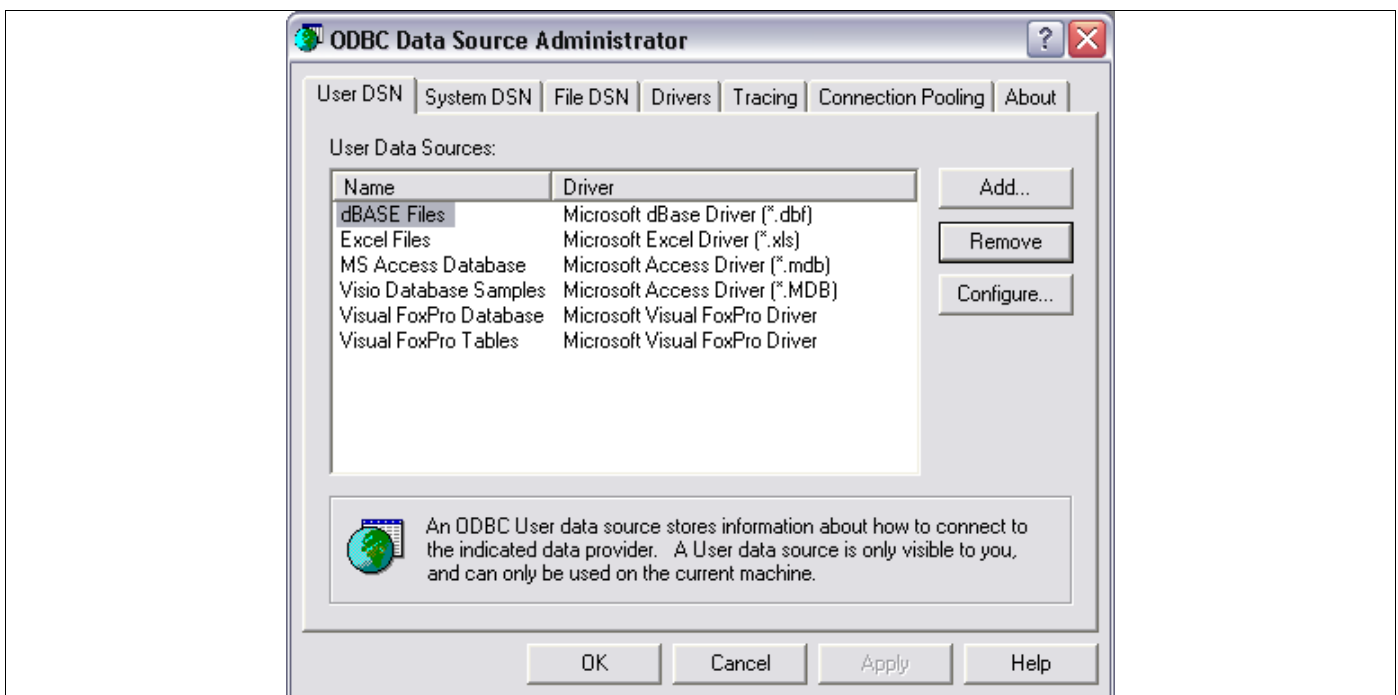 ODBC Data Source Administrator
User DSN System DSN File DSN Drivers Tracing Connection Pooling About
User Data Sources:
Name Driver
dBASE Files Microsoft dBase Driver (*.dbf)
Excel Files Microsoft Excel Driver (*.xls)
MS Access Database Microsoft Access Driver (*.mdb)
Visio Database Samples Microsoft Access Driver (*.MDB)
Visual FoxPro Database Microsoft Visual FoxPro Driver
Visual FoxPro Tables Microsoft Visual FoxPro Driver
Add...
Remove
Configure...
An ODBC User data source stores information about how to connect to
the indicated data provider. A User data source is only visible to you,
and can only be used on the current machine.
OK Cancel Apply Help